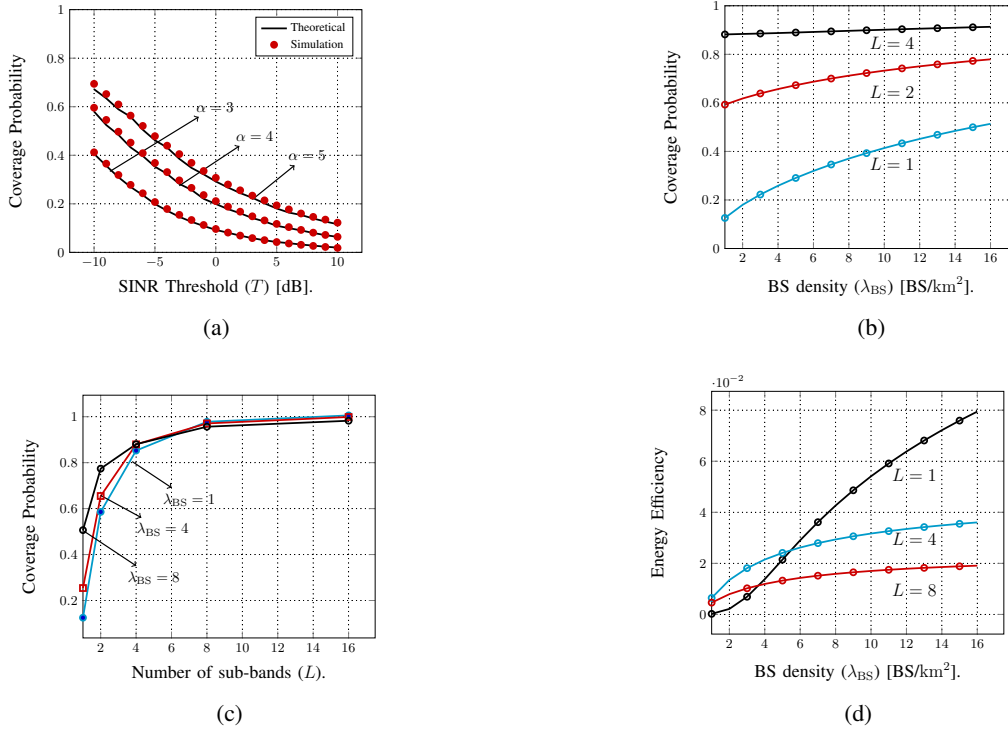 Theoretical
Simulation
α = 3
α = 4
α = 5
Coverage Probability
1
0.8
0.6
0.4
0.2
0
−10
−5
0
5
10
SINR Threshold (T) [dB].
(a)
L = 4
L = 2
L = 1
Coverage Probability
1
0.8
0.6
0.4
0.2
0
2
4
6
8
10
12
14
16
BS density (λBS) [BS/km²].
(b)
λBS = 1
λBS = 4
λBS = 8
Coverage Probability
1
0.8
0.6
0.4
0.2
2
4
6
8
10
12
14
16
Number of sub-bands (L).
(c)
·10−2
L = 1
L = 4
L = 8
Energy Efficiency
8
6
4
2
0
2
4
6
8
10
12
14
16
BS density (λBS) [BS/km²].
(d)